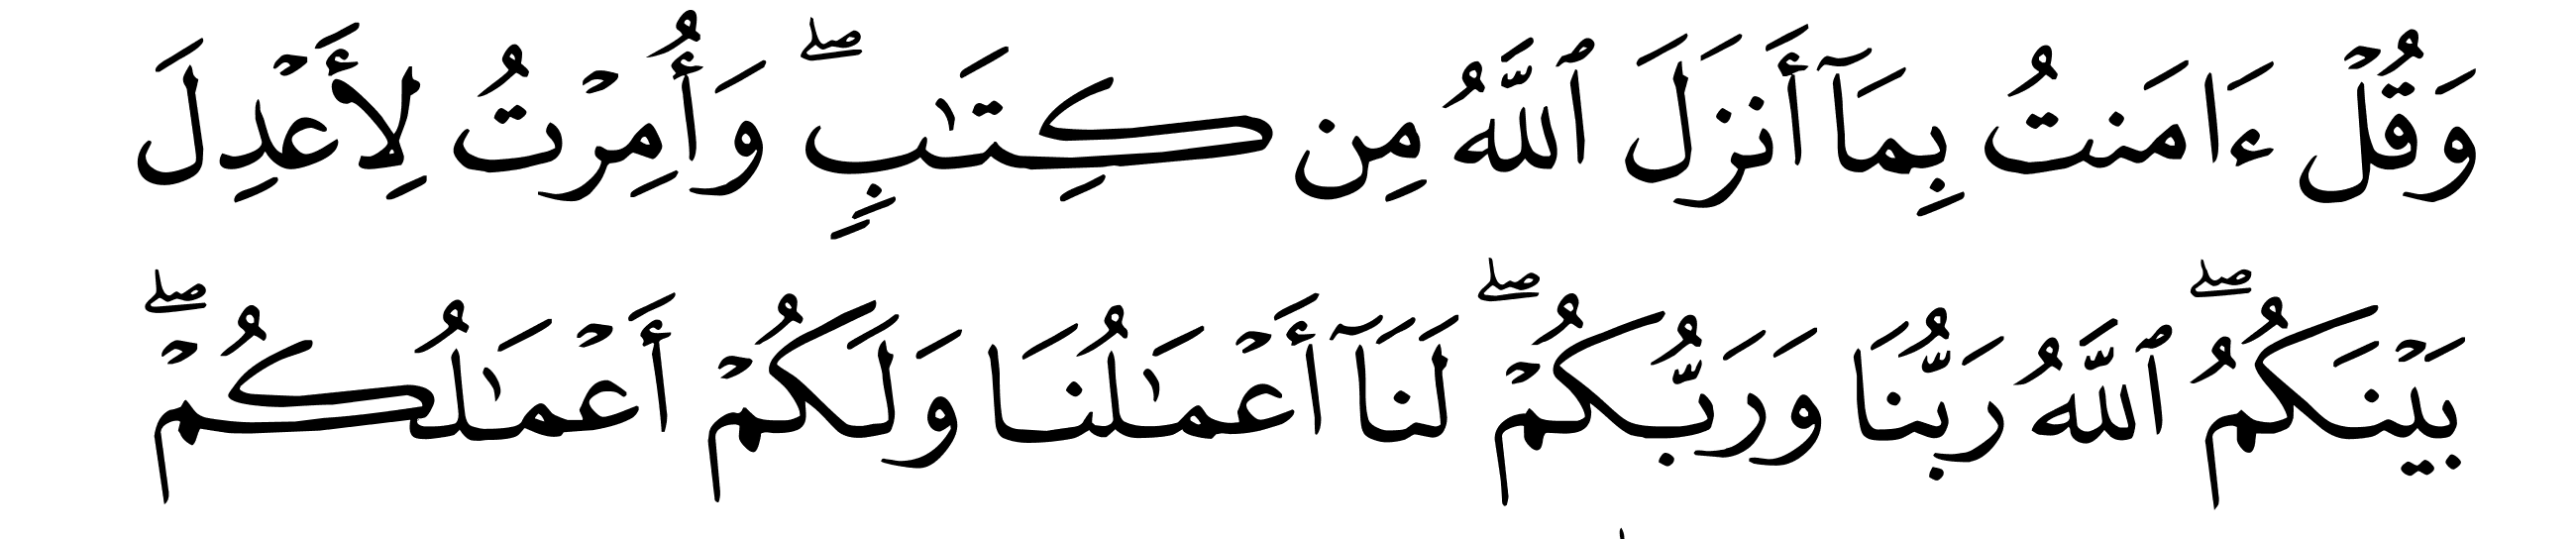 وَقُلْ ءَامَنتُ بِمَآ أَنزَلَ ٱللَّهُ مِن كِتَـٰبٍۖ وَأُمِرْتُ لِأَعْدِلَ
بَيْنَكُمُۖ ٱللَّهُ رَبُّنَا وَرَبُّكُمْۖ لَنَآ أَعْمَـٰلُنَا وَلَكُمْ أَعْمَـٰلُكُمْۖ